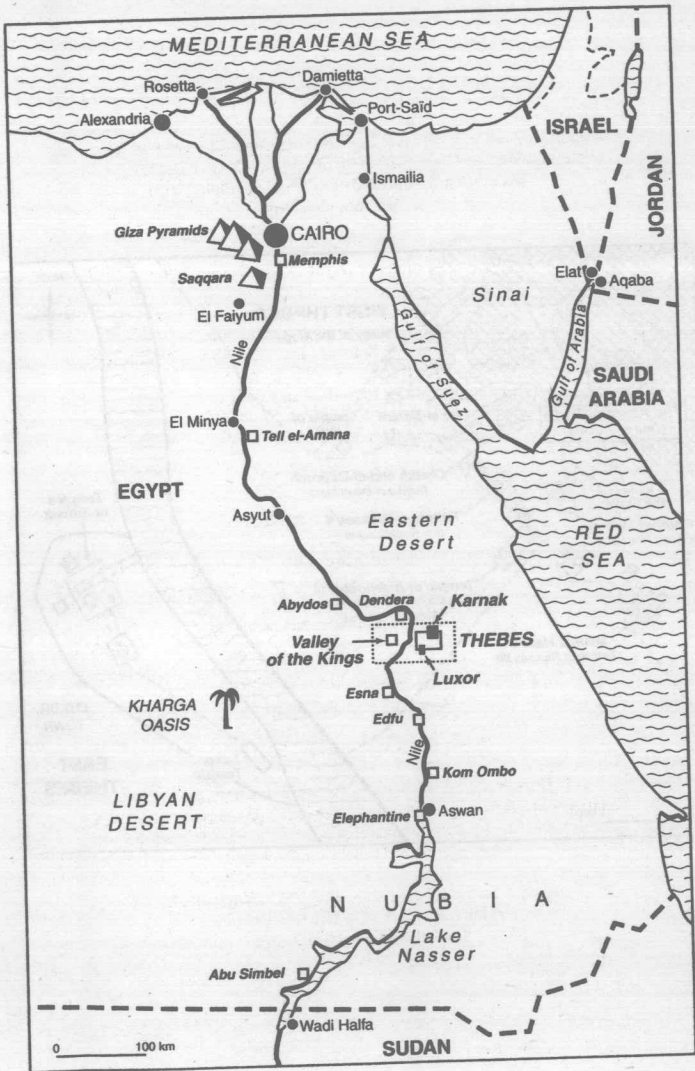 MEDITERRANEAN SEA
Rosetta
Damietta
Alexandria
Port-Saïd
ISRAEL
Ismailia
JORDAN
Giza Pyramids
CAIRO
Memphis
Elat
Aqaba
Saqqara
Sinai
El Faiyum
Nile
Gulf of Suez
Gulf of Arabia
SAUDI
ARABIA
El Minya
Tell el-Amana
EGYPT
Asyut
Eastern
Desert
RED
SEA
Abydos
Dendera
Karnak
Valley
of the Kings
THEBES
Luxor
Esna
KHARGA
OASIS
Edfu
Nile
Kom Ombo
LIBYAN
DESERT
Elephantine
Aswan
NUBIA
Lake
Nasser
Abu Simbel
Wadi Halfa
0 100 km
SUDAN